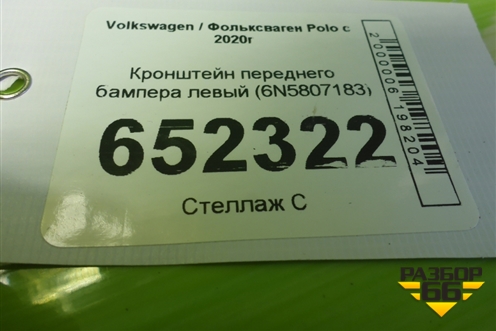 Volkswagen / Фольксваген Polo с
2020г
Кронштейн переднего
бампера левый (6N5807183)
652322
Стеллаж С
2000006198204
РАЗБОР
66